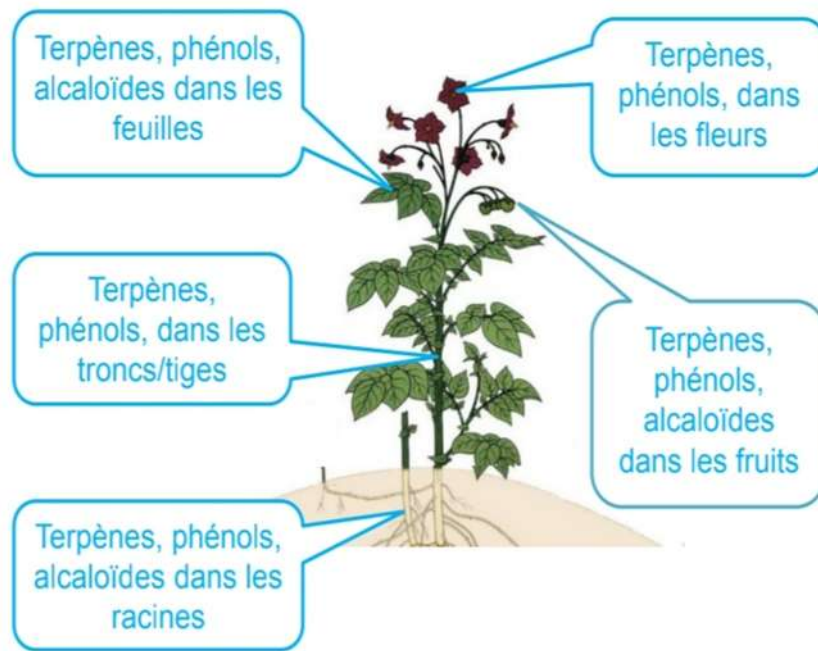 Terpènes, phénols,
alcaloïdes dans les
feuilles
Terpènes,
phénols, dans
les fleurs
Terpènes,
phénols, dans les
troncs/tiges
Terpènes,
phénols,
alcaloïdes
dans les fruits
Terpènes, phénols,
alcaloïdes dans les
racines